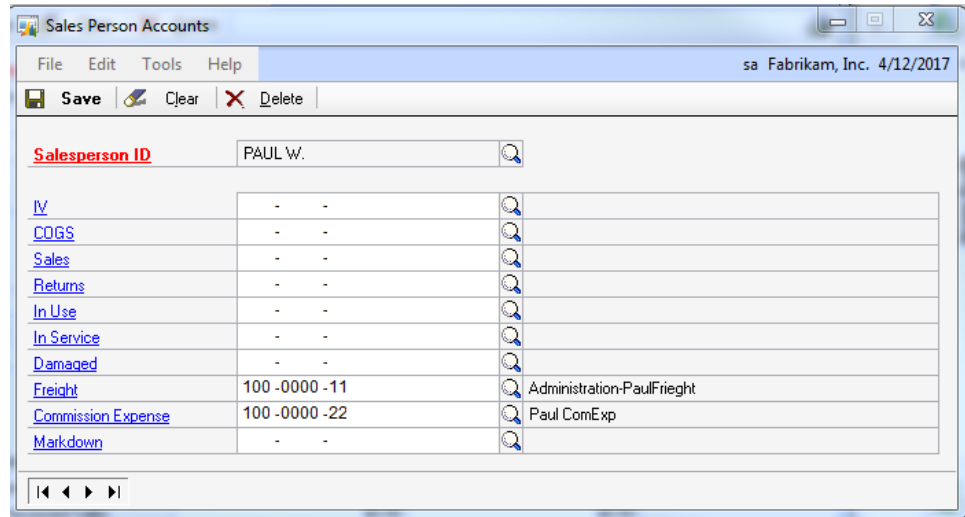 Sales Person Accounts
File Edit Tools Help sa Fabrikam, Inc. 4/12/2017
Save Clear Delete
Salesperson ID PAUL W.
IV - -
COGS - -
Sales - -
Returns - -
In Use - -
In Service - -
Damaged - -
Freight 100 -0000 -11 Administration-PaulFrieght
Commission Expense 100 -0000 -22 Paul ComExp
Markdown - -